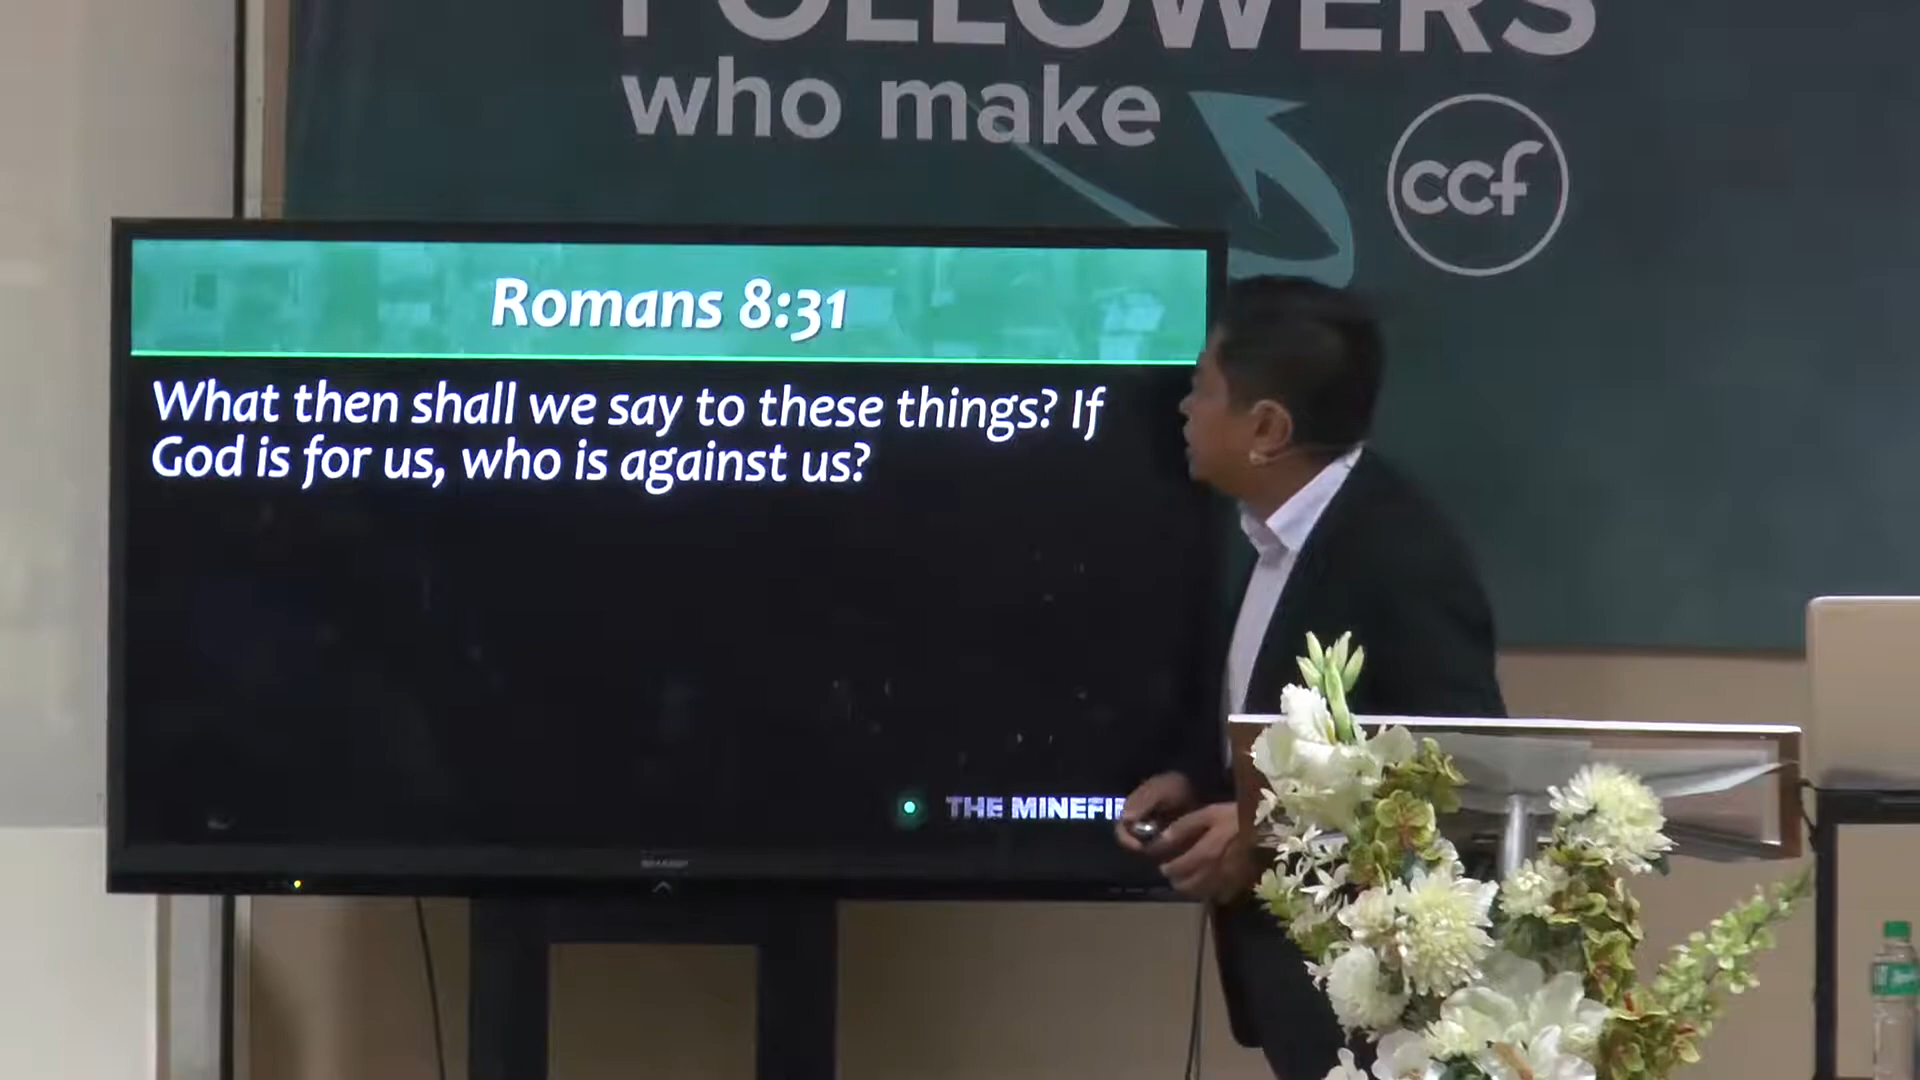 FOLLOWERS
who make
ccf
Romans 8:31
What then shall we say to these things? If
God is for us, who is against us?
THE